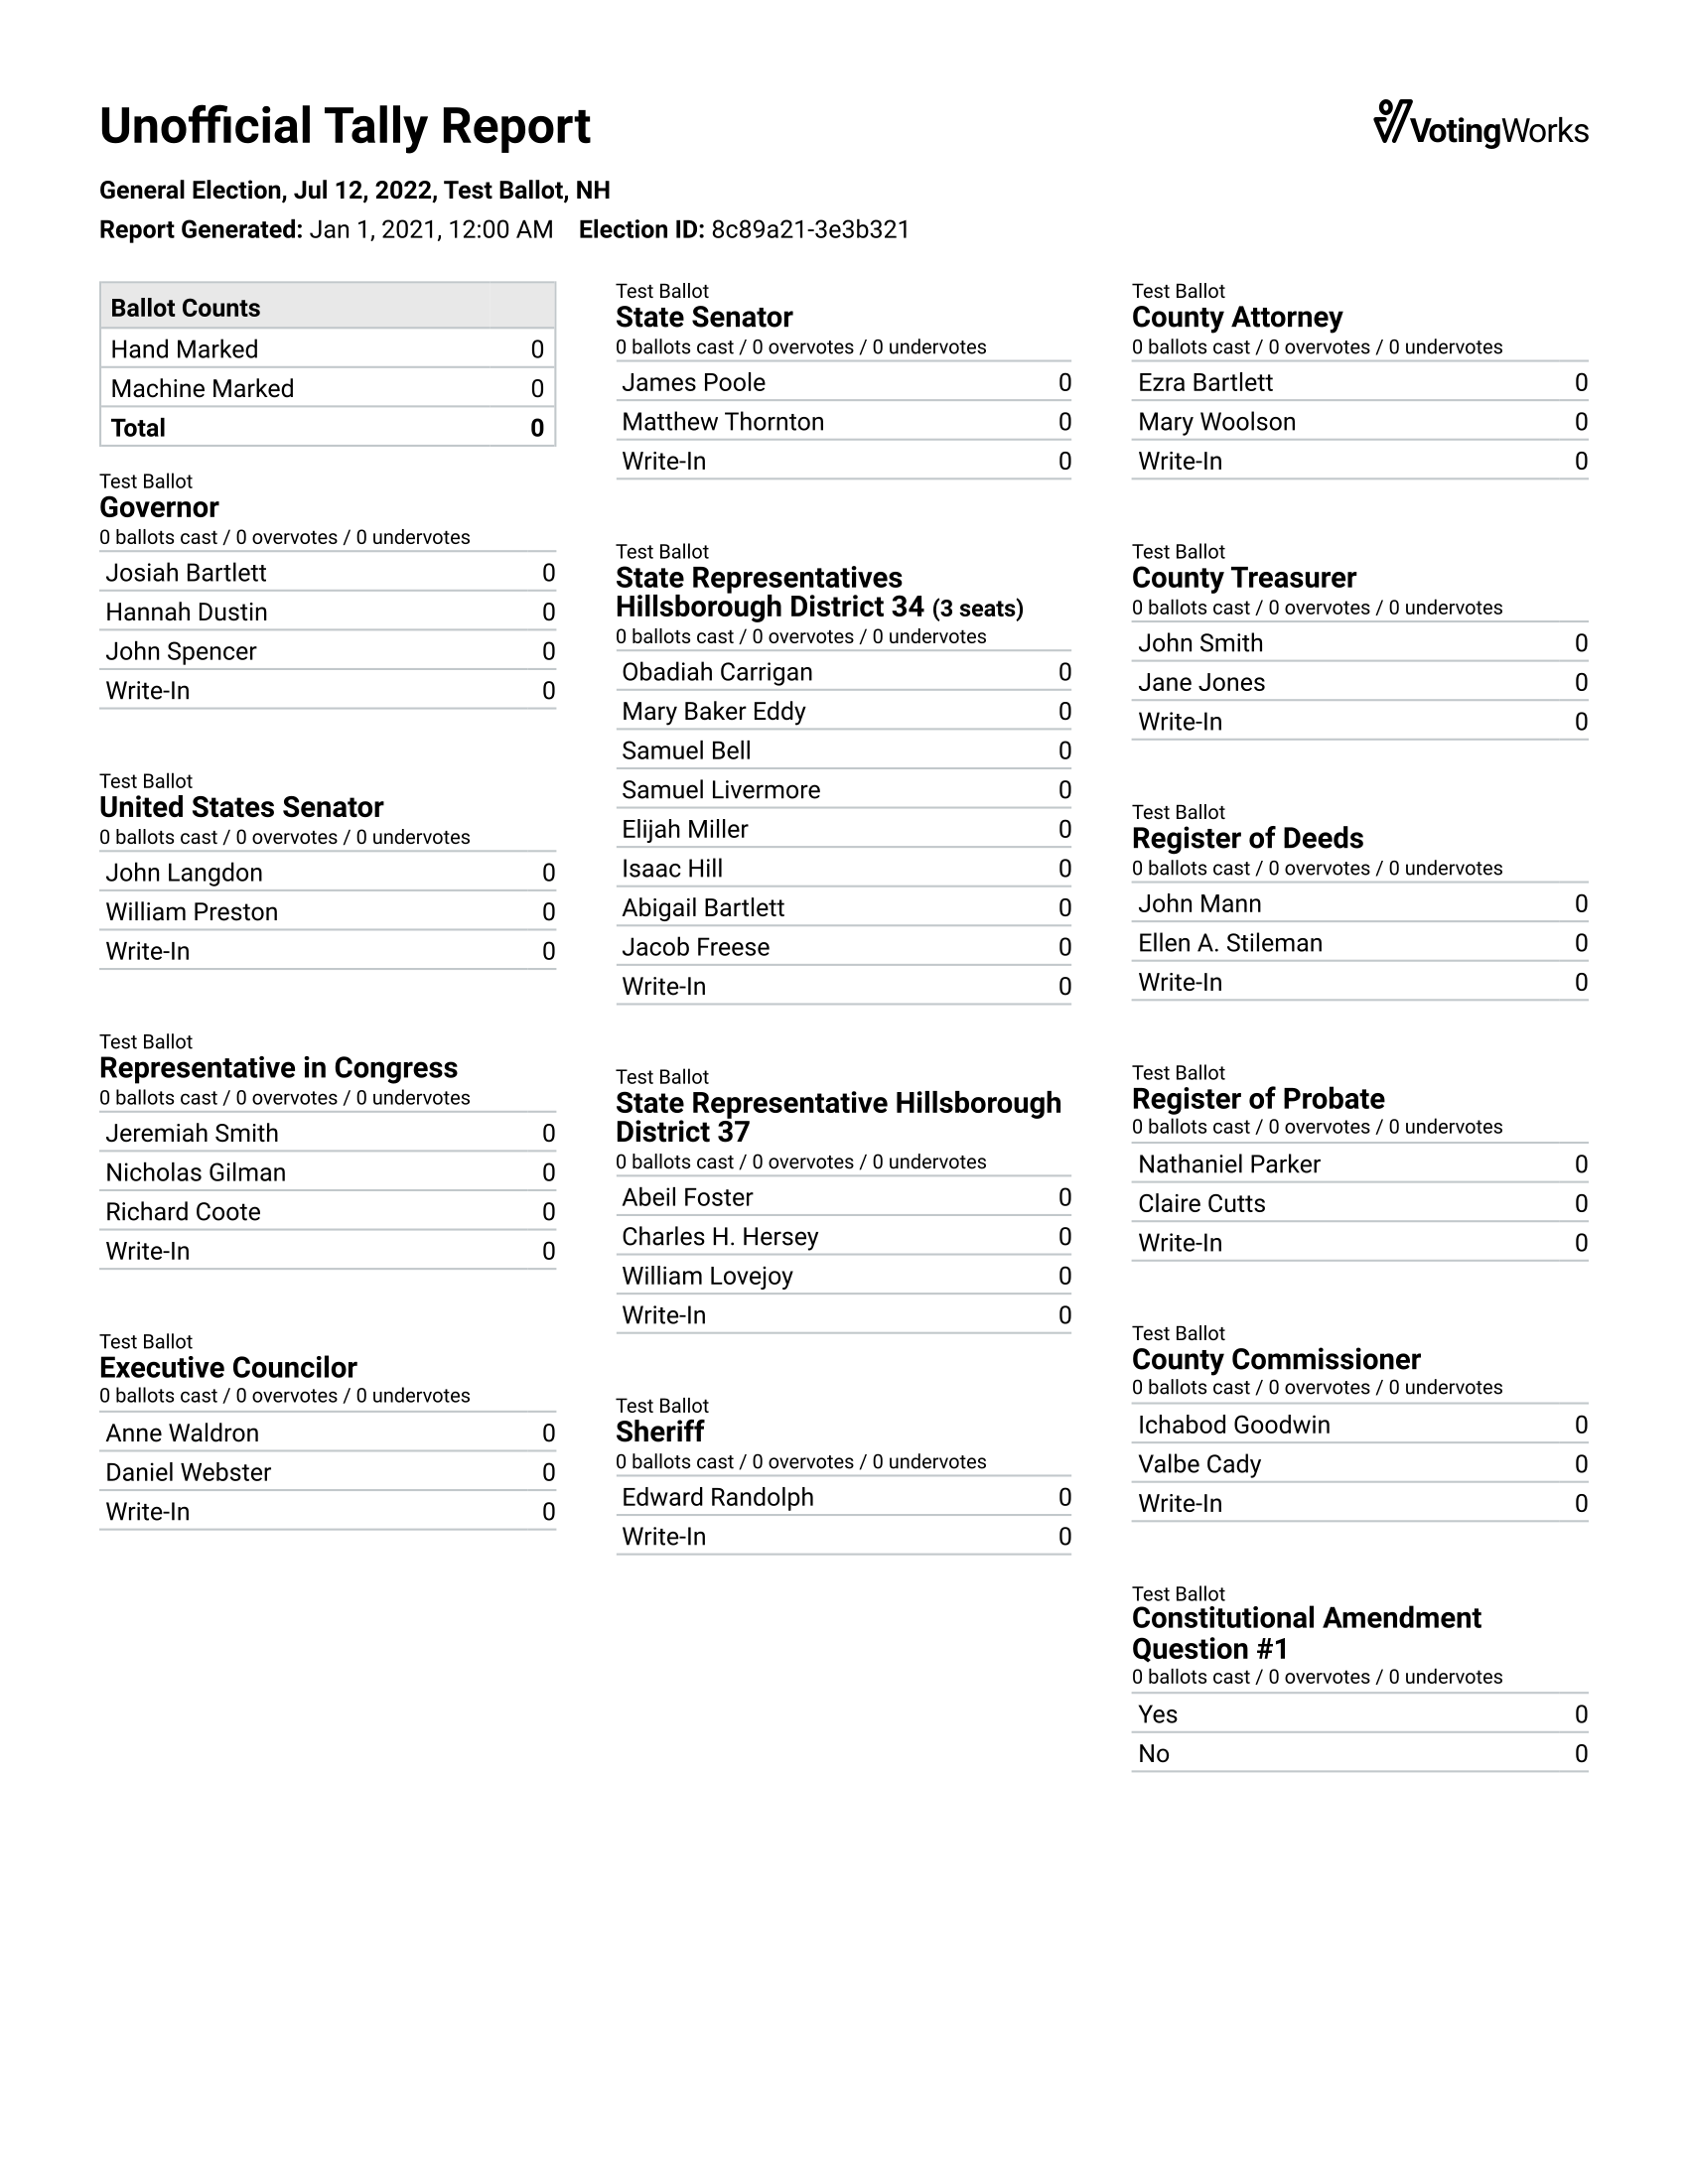 Unofficial Tally Report
VotingWorks
General Election, Jul 12, 2022, Test Ballot, NH
Report Generated: Jan 1, 2021, 12:00 AM Election ID: 8c89a21-3e3b321
Ballot Counts
Hand Marked 0
Machine Marked 0
Total 0
Test Ballot
Governor
0 ballots cast / 0 overvotes / 0 undervotes
Josiah Bartlett 0
Hannah Dustin 0
John Spencer 0
Write-In 0
Test Ballot
United States Senator
0 ballots cast / 0 overvotes / 0 undervotes
John Langdon 0
William Preston 0
Write-In 0
Test Ballot
Representative in Congress
0 ballots cast / 0 overvotes / 0 undervotes
Jeremiah Smith 0
Nicholas Gilman 0
Richard Coote 0
Write-In 0
Test Ballot
Executive Councilor
0 ballots cast / 0 overvotes / 0 undervotes
Anne Waldron 0
Daniel Webster 0
Write-In 0
Test Ballot
State Senator
0 ballots cast / 0 overvotes / 0 undervotes
James Poole 0
Matthew Thornton 0
Write-In 0
Test Ballot
State Representatives
Hillsborough District 34 (3 seats)
0 ballots cast / 0 overvotes / 0 undervotes
Obadiah Carrigan 0
Mary Baker Eddy 0
Samuel Bell 0
Samuel Livermore 0
Elijah Miller 0
Isaac Hill 0
Abigail Bartlett 0
Jacob Freese 0
Write-In 0
Test Ballot
State Representative Hillsborough
District 37
0 ballots cast / 0 overvotes / 0 undervotes
Abeil Foster 0
Charles H. Hersey 0
William Lovejoy 0
Write-In 0
Test Ballot
Sheriff
0 ballots cast / 0 overvotes / 0 undervotes
Edward Randolph 0
Write-In 0
Test Ballot
County Attorney
0 ballots cast / 0 overvotes / 0 undervotes
Ezra Bartlett 0
Mary Woolson 0
Write-In 0
Test Ballot
County Treasurer
0 ballots cast / 0 overvotes / 0 undervotes
John Smith 0
Jane Jones 0
Write-In 0
Test Ballot
Register of Deeds
0 ballots cast / 0 overvotes / 0 undervotes
John Mann 0
Ellen A. Stileman 0
Write-In 0
Test Ballot
Register of Probate
0 ballots cast / 0 overvotes / 0 undervotes
Nathaniel Parker 0
Claire Cutts 0
Write-In 0
Test Ballot
County Commissioner
0 ballots cast / 0 overvotes / 0 undervotes
Ichabod Goodwin 0
Valbe Cady 0
Write-In 0
Test Ballot
Constitutional Amendment
Question #1
0 ballots cast / 0 overvotes / 0 undervotes
Yes 0
No 0